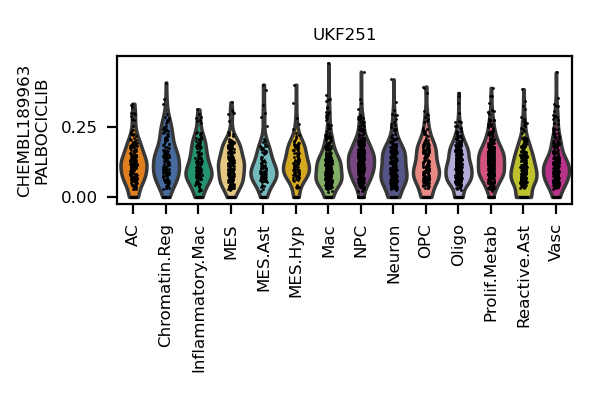 UKF251
CHEMBL189963
PALBOCICLIB
0.25
0.00
AC
Chromatin.Reg
Inflammatory.Mac
MES
MES.Ast
MES.Hyp
Mac
NPC
Neuron
OPC
Oligo
Prolif.Metab
Reactive.Ast
Vasc